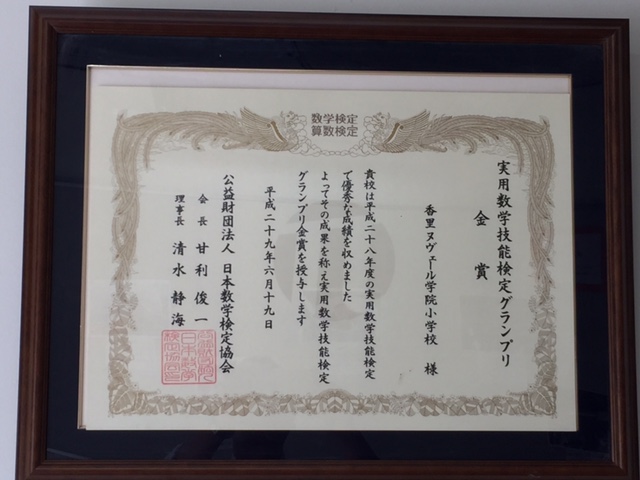 数学検定
算数検定
実用数学技能検定グランプリ
金賞
香里ヌヴェール学院小学校 様
貴校は平成二十八年度の実用数学技能検定
で優秀な成績を収めました
よってその成果を称え実用数学技能検定
グランプリ金賞を授与します
平成二十九年六月十九日
公益財団法人 日本数学検定協会
会長 甘利俊一
理事長 清水静海